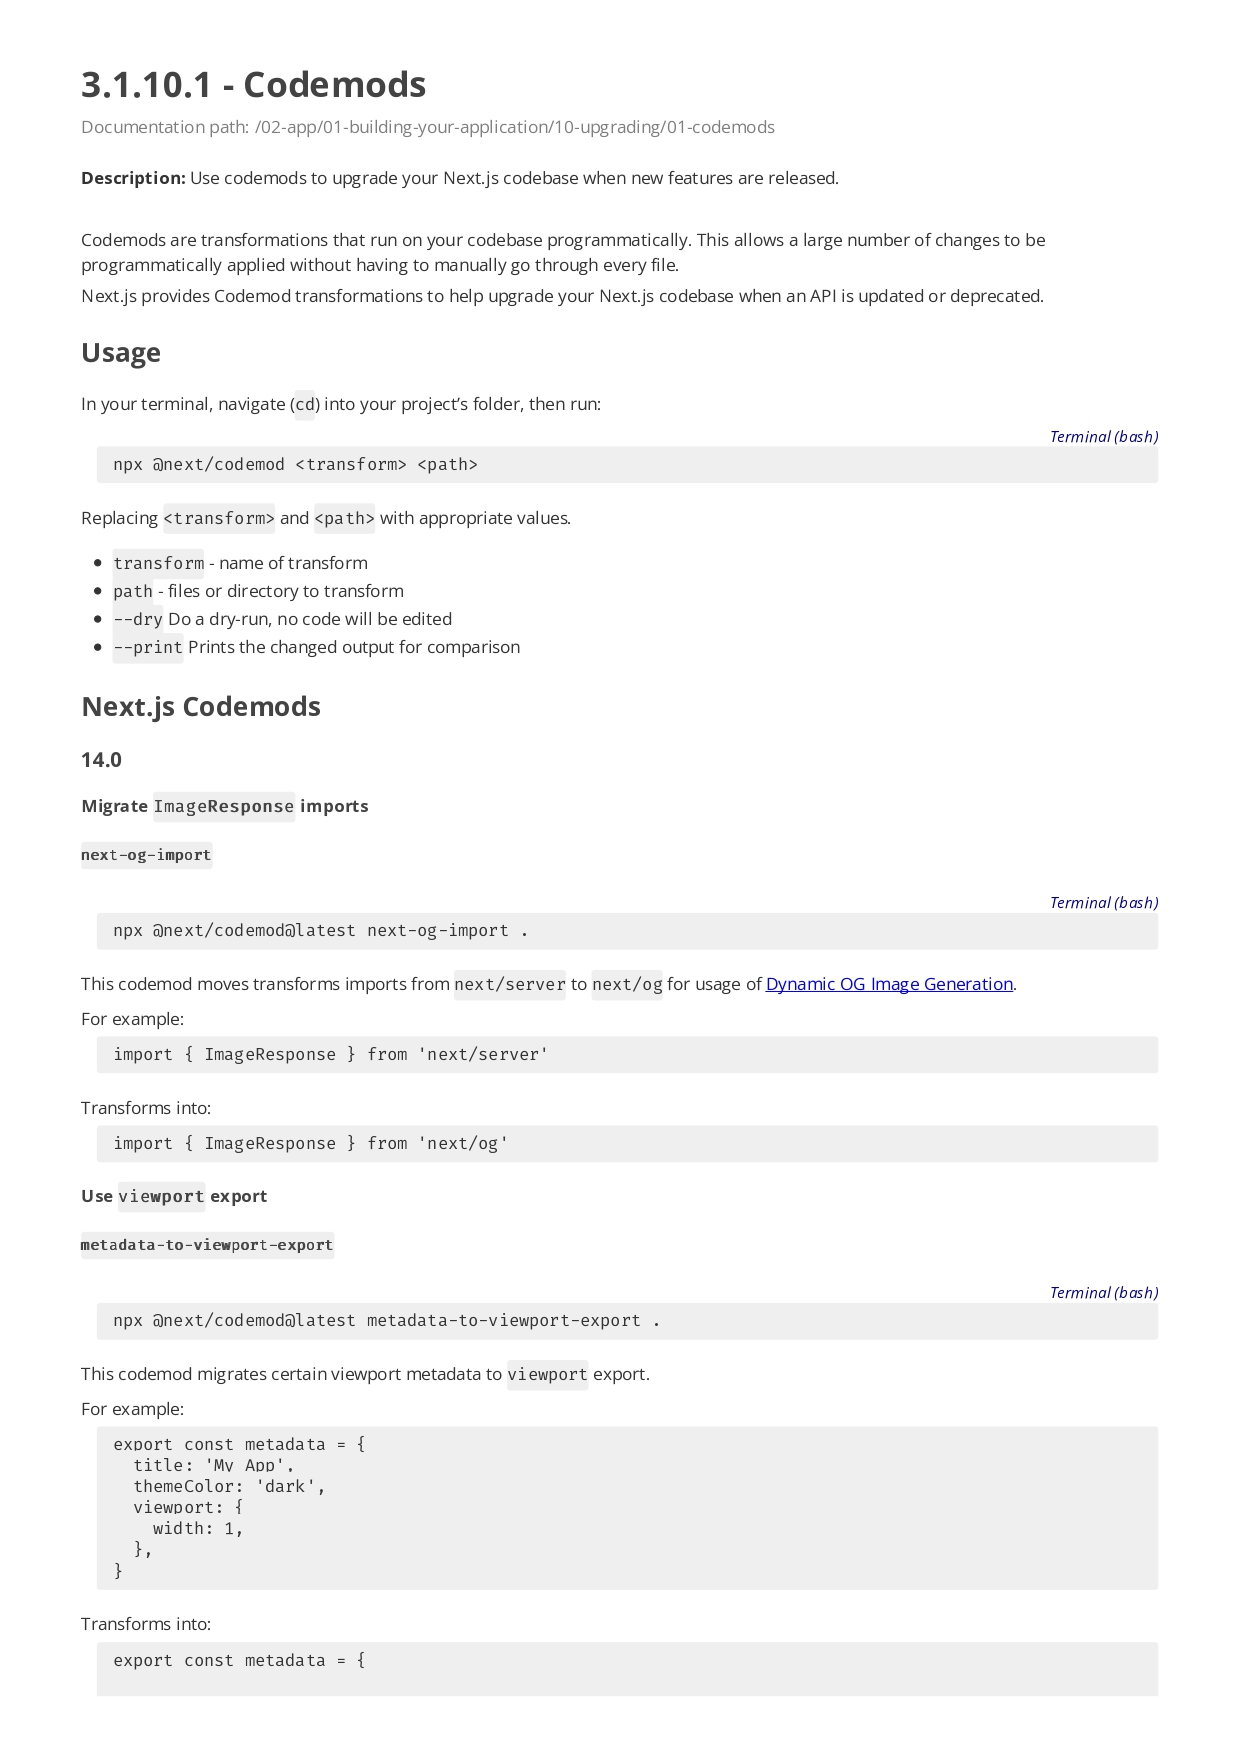 3.1.10.1 - Codemods
Documentation path: /02-app/01-building-your-application/10-upgrading/01-codemods
Description: Use codemods to upgrade your Next.js codebase when new features are released.
Codemods are transformations that run on your codebase programmatically. This allows a large number of changes to be
programmatically applied without having to manually go through every file.
Next.js provides Codemod transformations to help upgrade your Next.js codebase when an API is updated or deprecated.
Usage
In your terminal, navigate (cd) into your project’s folder, then run:
Terminal (bash)
npx @next/codemod <transform> <path>
Replacing <transform> and <path> with appropriate values.
• transform - name of transform
• path - files or directory to transform
• --dry Do a dry-run, no code will be edited
• --print Prints the changed output for comparison
Next.js Codemods
14.0
Migrate ImageResponse imports
next-og-import
Terminal (bash)
npx @next/codemod@latest next-og-import .
This codemod moves transforms imports from next/server to next/og for usage of Dynamic OG Image Generation.
For example:
import { ImageResponse } from 'next/server'
Transforms into:
import { ImageResponse } from 'next/og'
Use viewport export
metadata-to-viewport-export
Terminal (bash)
npx @next/codemod@latest metadata-to-viewport-export .
This codemod migrates certain viewport metadata to viewport export.
For example:
export const metadata = {
  title: 'My App',
  themeColor: 'dark',
  viewport: {
    width: 1,
  },
}
Transforms into:
export const metadata = {